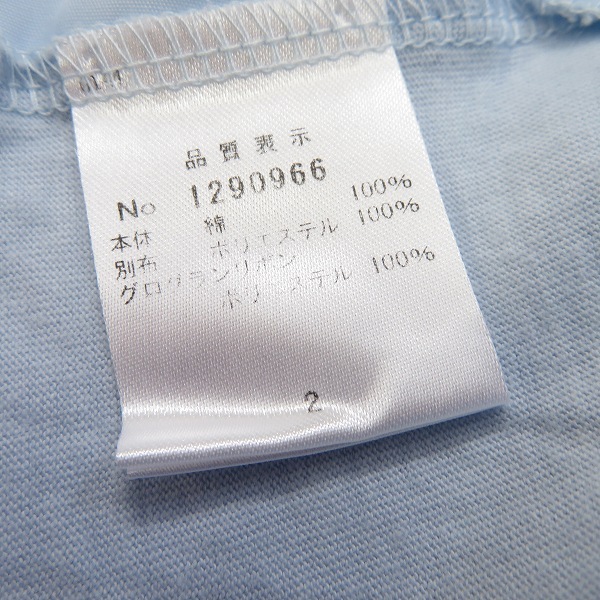 品質表示
No 1290966
本体 綿 100%
別布 ポリエステル 100%
グログランリボン
ポリエステル 100%
2